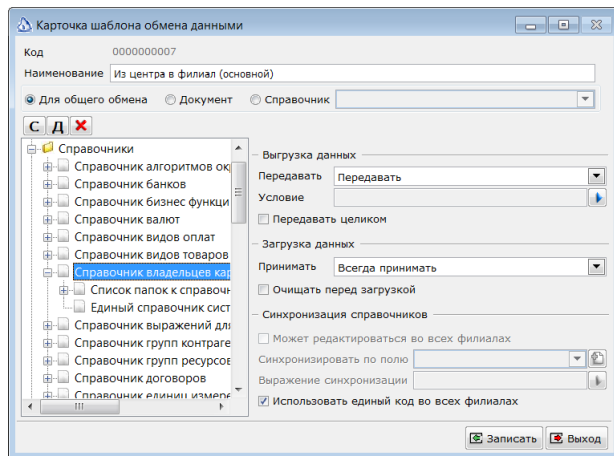 Карточка шаблона обмена данными
Код 0000000007
Наименование Из центра в филиал (основной)
Для общего обмена Документ Справочник
С Д
Справочники
Справочник алгоритмов ок
Справочник банков
Справочник бизнес функци
Справочник валют
Справочник видов оплат
Справочник видов товаров
Справочник владельцев кар
Список папок к справочн
Единый справочник сист
Справочник выражений для
Справочник групп контраге
Справочник групп ресурсов
Справочник договоров
Справочник единиц измере
Выгрузка данных
Передавать Передавать
Условие
Передавать целиком
Загрузка данных
Принимать Всегда принимать
Очищать перед загрузкой
Синхронизация справочников
Может редактироваться во всех филиалах
Синхронизировать по полю
Выражение синхронизации
Использовать единый код во всех филиалах
Записать Выход